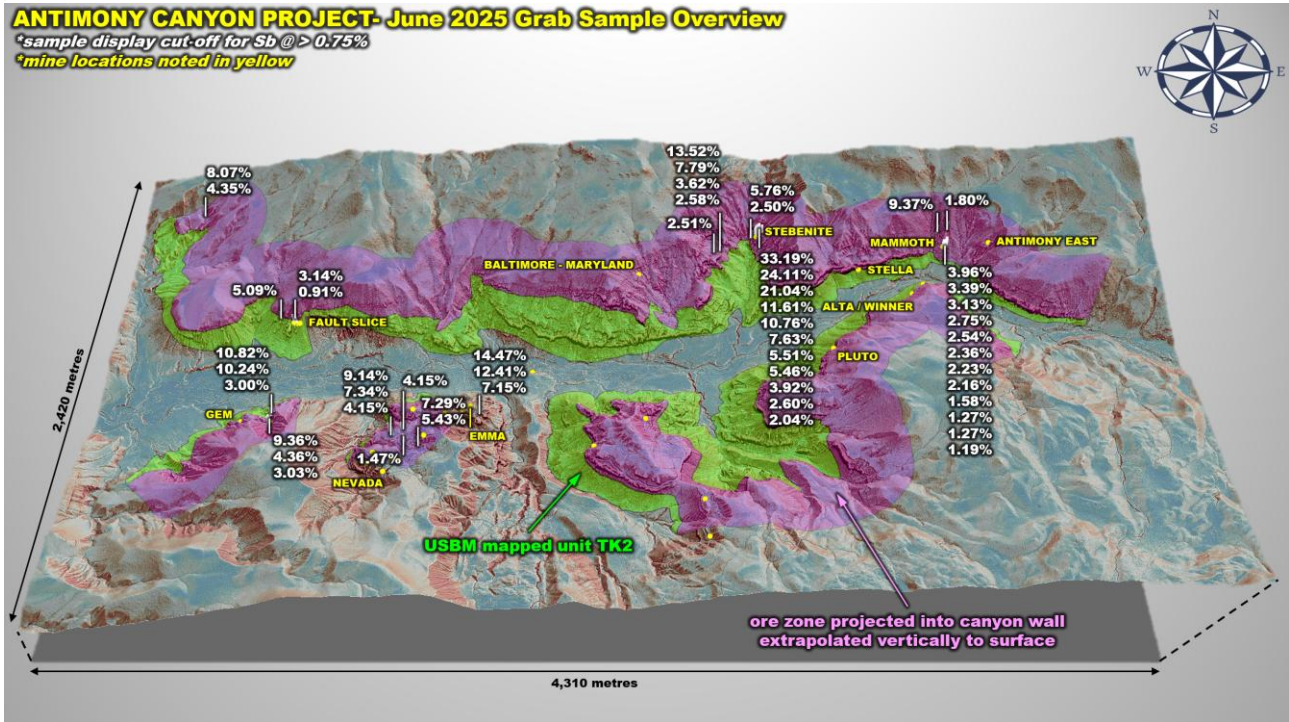 ANTIMONY CANYON PROJECT- June 2025 Grab Sample Overview
*sample display cut-off for Sb @ > 0.75%
*mine locations noted in yellow
N
W
E
S
8.07%
4.35%
13.52%
7.79%
3.62%
2.58%
2.51%
5.76%
2.50%
STEBENITE
9.37%
1.80%
MAMMOTH
ANTIMONY EAST
BALTIMORE - MARYLAND
STELLA
ALTA / WINNER
PLUTO
33.19%
24.11%
21.04%
11.61%
10.76%
7.63%
5.51%
5.46%
3.92%
2.60%
2.04%
3.96%
3.39%
3.13%
2.75%
2.54%
2.36%
2.23%
2.16%
1.58%
1.27%
1.27%
1.19%
3.14%
0.91%
5.09%
FAULT SLICE
10.82%
10.24%
3.00%
GEM
9.36%
4.36%
3.03%
9.14%
7.34%
4.15%
4.15%
14.47%
12.41%
7.15%
7.29%
5.43%
EMMA
1.47%
NEVADA
USBM mapped unit TK2
ore zone projected into canyon wall
extrapolated vertically to surface
2,420 metres
4,310 metres